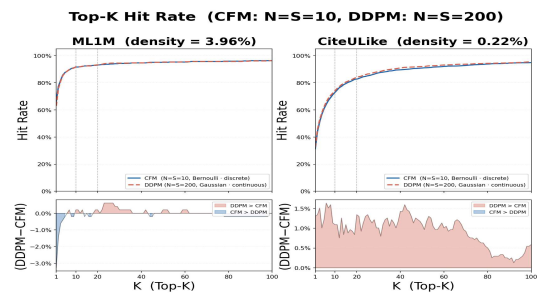 Top-K Hit Rate (CFM: N=S=10, DDPM: N=S=200)
ML1M (density = 3.96%)
Hit Rate
100%
80%
60%
40%
20%
0%
CFM (N=S=10, Bernoulli · discrete)
DDPM (N=S=200, Gaussian · continuous)
(DDPM−CFM)
0.0%
−1.0%
−2.0%
−3.0%
DDPM = CFM
CFM > DDPM
1 10 20 40 60 80 100
K (Top-K)
CiteULike (density = 0.22%)
Hit Rate
100%
80%
60%
40%
20%
0%
CFM (N=S=10, Bernoulli · discrete)
DDPM (N=S=200, Gaussian · continuous)
(DDPM−CFM)
1.5%
1.0%
0.5%
0.0%
DDPM = CFM
CFM > DDPM
1 10 20 40 60 80 100
K (Top-K)